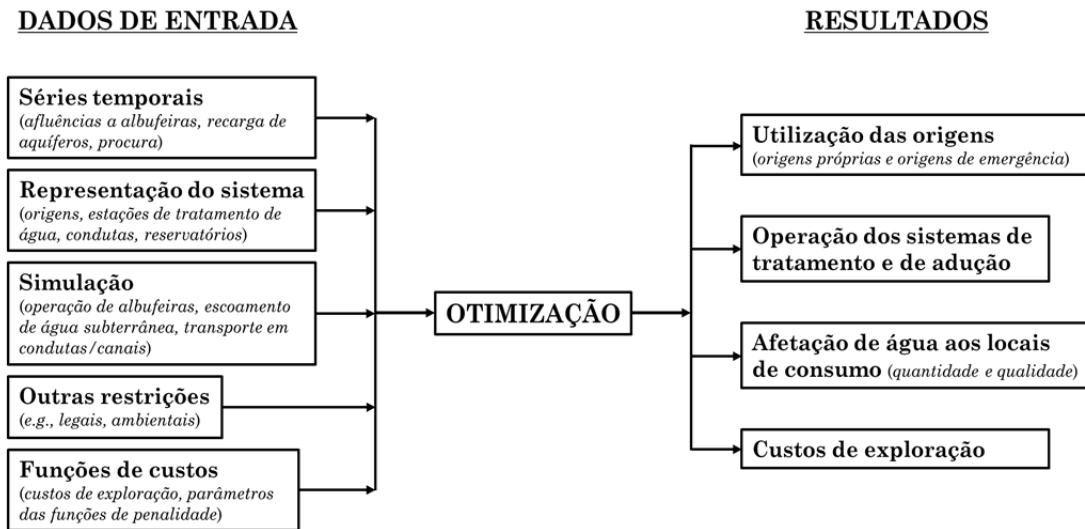 DADOS DE ENTRADA
Séries temporais
(afluências a albufeiras, recarga de
aquíferos, procura)
Representação do sistema
(origens, estações de tratamento de
água, condutas, reservatórios)
Simulação
(operação de albufeiras, escoamento
de água subterrânea, transporte em
condutas/canais)
Outras restrições
(e.g., legais, ambientais)
Funções de custos
(custos de exploração, parâmetros
das funções de penalidade)
OTIMIZAÇÃO
RESULTADOS
Utilização das origens
(origens próprias e origens de emergência)
Operação dos sistemas de
tratamento e de adução
Afetação de água aos locais
de consumo (quantidade e qualidade)
Custos de exploração